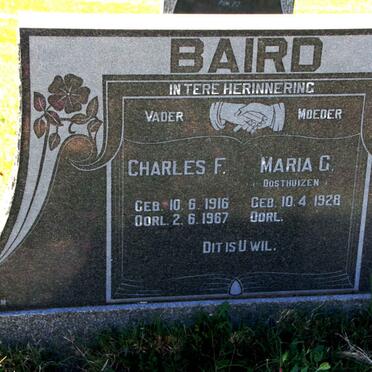 BAIRD
IN TERE HERINNERING
VADER MOEDER
CHARLES F. MARIA C.
(OOSTHUIZEN)
GEB. 10.6.1916 GEB. 10.4.1928
OORL. 2.6.1967 OORL.
DIT IS U WIL.